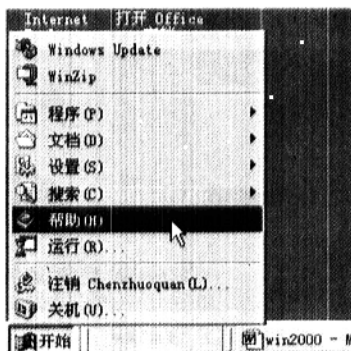 Internet 打开 Office
Windows Update
WinZip
程序(P)
文档(D)
设置(S)
搜索(C)
帮助(H)
运行(R)...
注销 Chenzhuoquan(L)...
关机(U)...
开始
win2000 - M